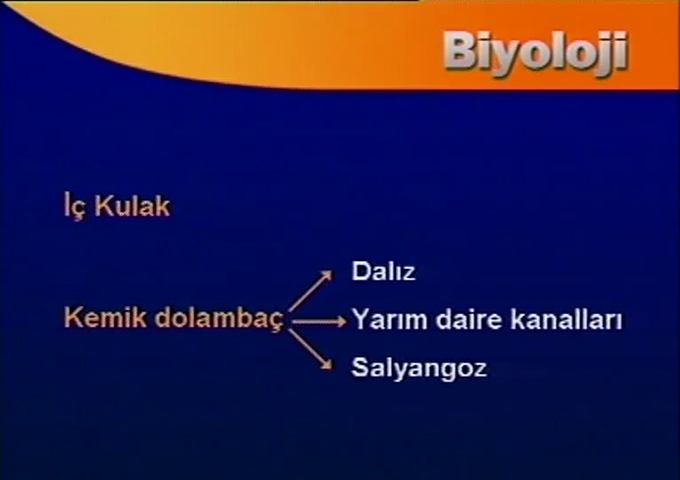 Biyoloji
İç Kulak
Kemik dolambaç
Dalız
Yarım daire kanalları
Salyangoz